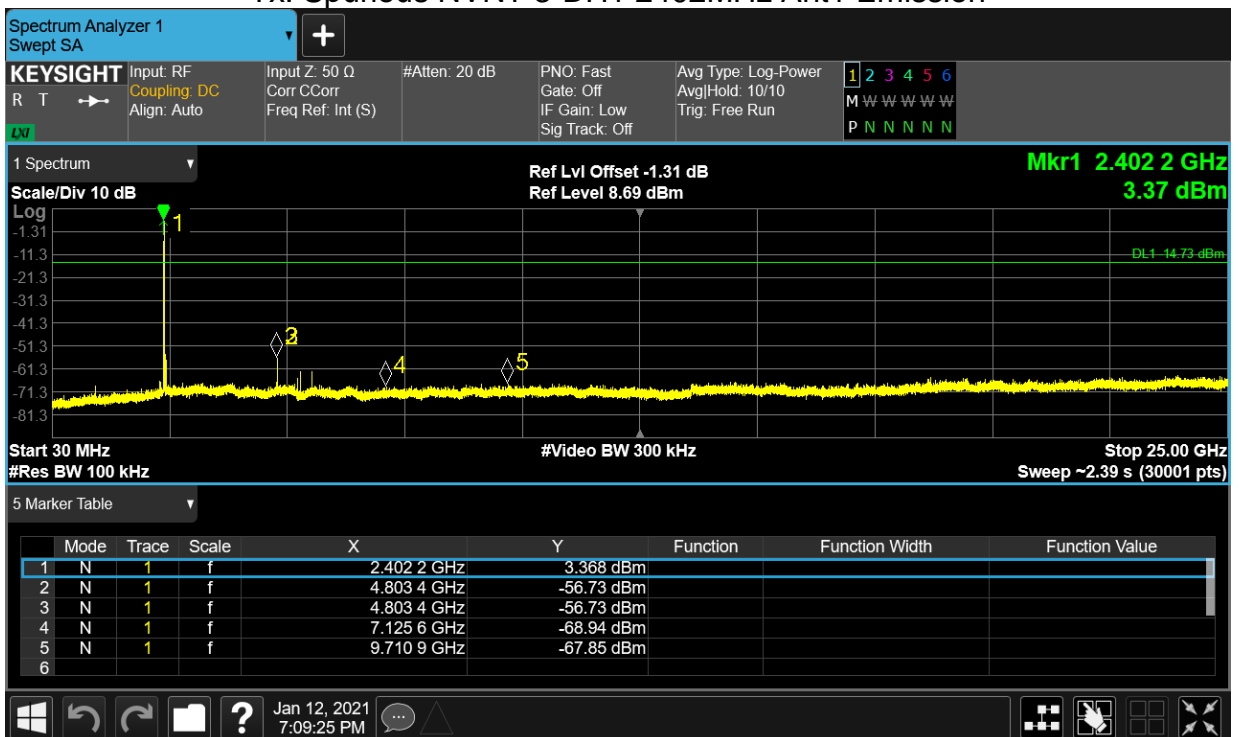 Tx. Spurious NVNT 3-DH1 2402MHz Ant1 Emission
Spectrum Analyzer 1
Swept SA
+
KEYSIGHT
R T
LXI
Input: RF
Coupling: DC
Align: Auto
Input Z: 50 Ω
Corr CCorr
Freq Ref: Int (S)
#Atten: 20 dB
PNO: Fast
Gate: Off
IF Gain: Low
Sig Track: Off
Avg Type: Log-Power
Avg|Hold: 10/10
Trig: Free Run
1 2 3 4 5 6
M W W W W W
P N N N N N
1 Spectrum
Scale/Div 10 dB
Ref Lvl Offset -1.31 dB
Ref Level 8.69 dBm
Mkr1 2.402 2 GHz
3.37 dBm
Log
-1.31
-11.3
-21.3
-31.3
-41.3
-51.3
-61.3
-71.3
-81.3
1
DL1 -14.73 dBm
4
5
Start 30 MHz
#Res BW 100 kHz
#Video BW 300 kHz
Stop 25.00 GHz
Sweep ~2.39 s (30001 pts)
5 Marker Table
Mode Trace Scale X Y Function Function Width Function Value
1 N 1 f 2.402 2 GHz 3.368 dBm
2 N 1 f 4.803 4 GHz -56.73 dBm
3 N 1 f 4.803 4 GHz -56.73 dBm
4 N 1 f 7.125 6 GHz -68.94 dBm
5 N 1 f 9.710 9 GHz -67.85 dBm
6
?
Jan 12, 2021
7:09:25 PM